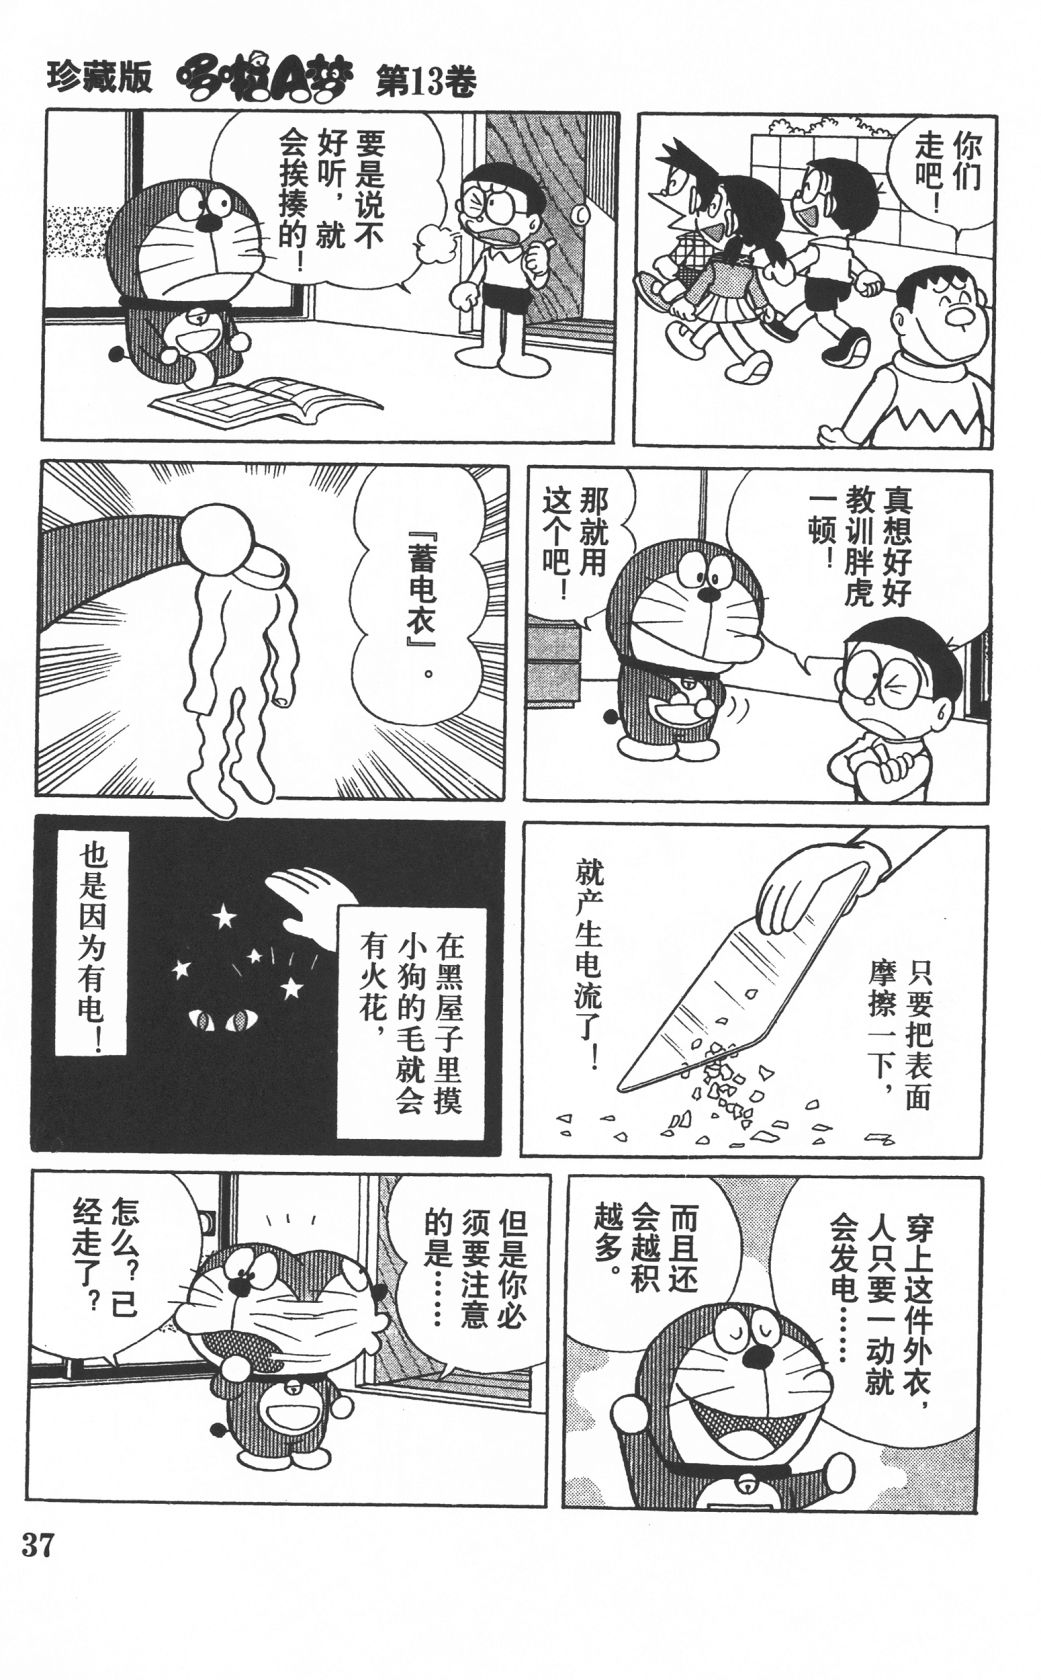 珍藏版 哆啦A梦 第13卷
你们
走吧！
要是说不
好听，就
会挨揍的！
真想好好
教训胖虎
一顿！
那就用
这个吧！
『蓄电衣』。
只要把表面
摩擦一下，
就产生电流了！
在黑屋子里摸
小狗的毛就会
有火花，
也是因为有电！
穿上这件外衣，
人只要一动就
会发电……
而且还
会越积
越多。
但是你必
须要注意
的是……
怎么？已
经走了？
37